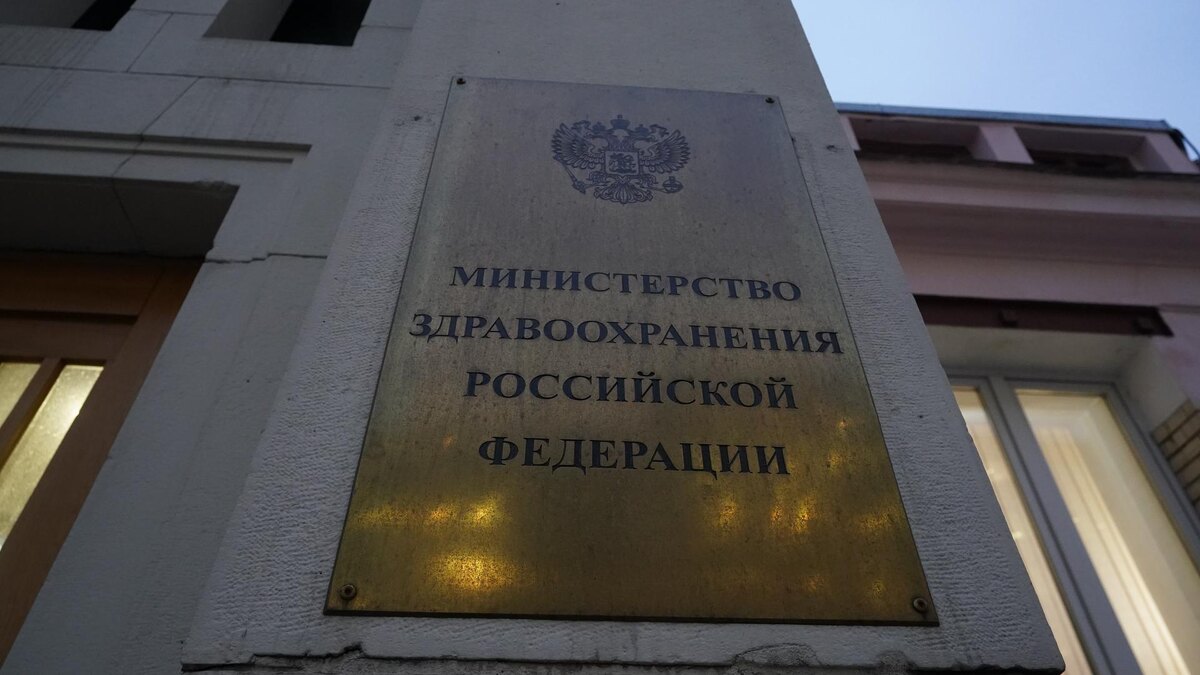 МИНИСТЕРСТВО
ЗДРАВООХРАНЕНИЯ
РОССИЙСКОЙ
ФЕДЕРАЦИИ